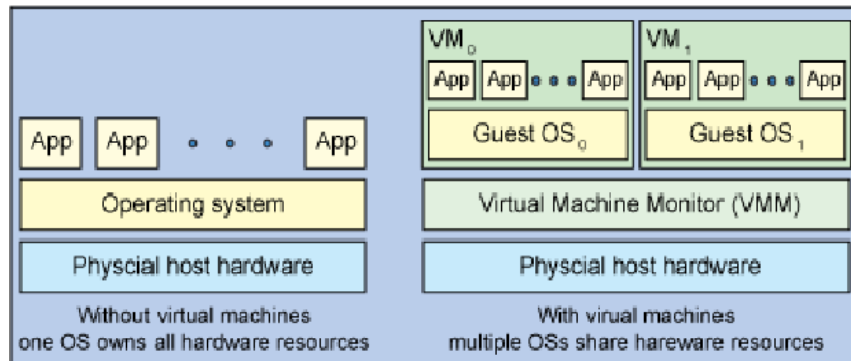 App App App
Operating system
Physcial host hardware
Without virtual machines
one OS owns all hardware resources
VM0
App App App
Guest OS0
VM1
App App App
Guest OS1
Virtual Machine Monitor (VMM)
Physcial host hardware
With virual machines
multiple OSs share hareware resources